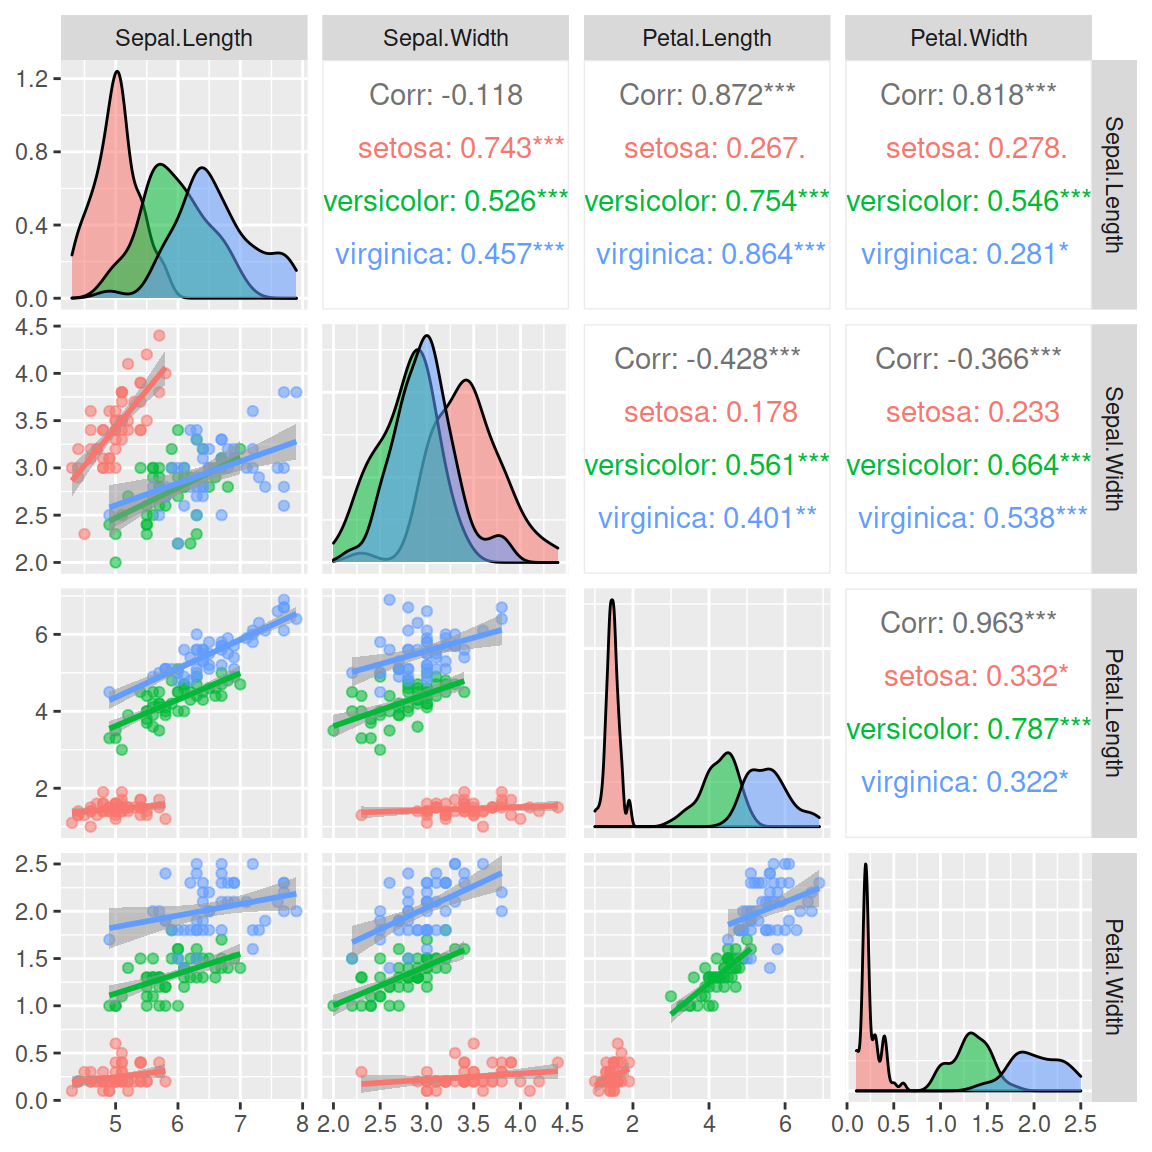 Sepal.Length Sepal.Width Petal.Length Petal.Width
1.2
0.8
0.4
0.0
Corr: -0.118
setosa: 0.743***
versicolor: 0.526***
virginica: 0.457***
Corr: 0.872***
setosa: 0.267.
versicolor: 0.754***
virginica: 0.864***
Corr: 0.818***
setosa: 0.278.
versicolor: 0.546***
virginica: 0.281*
Sepal.Length
4.5
4.0
3.5
3.0
2.5
2.0
Corr: -0.428***
setosa: 0.178
versicolor: 0.561***
virginica: 0.401**
Corr: -0.366***
setosa: 0.233
versicolor: 0.664***
virginica: 0.538***
Sepal.Width
6
4
2
Corr: 0.963***
setosa: 0.332*
versicolor: 0.787***
virginica: 0.322*
Petal.Length
2.5
2.0
1.5
1.0
0.5
0.0
Petal.Width
5 6 7 8 2.0 2.5 3.0 3.5 4.0 4.5 2 4 6 0.0 0.5 1.0 1.5 2.0 2.5